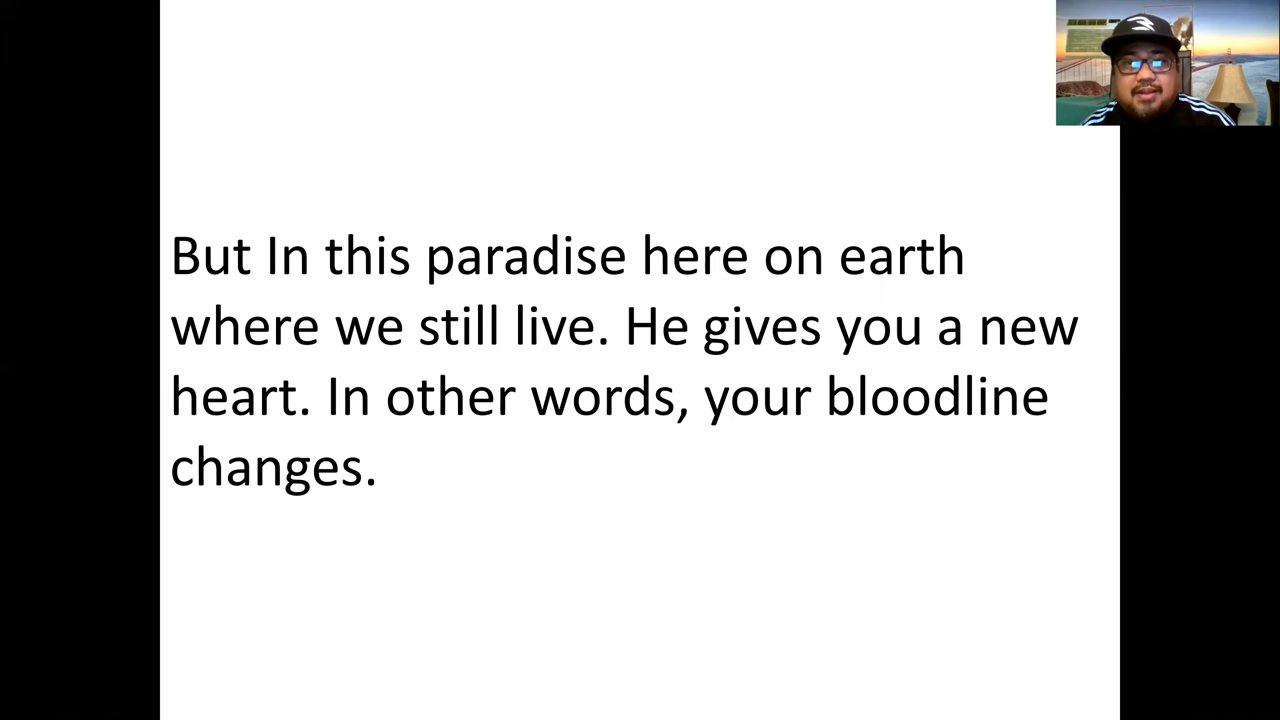 But In this paradise here on earth
where we still live. He gives you a new
heart. In other words, your bloodline
changes.